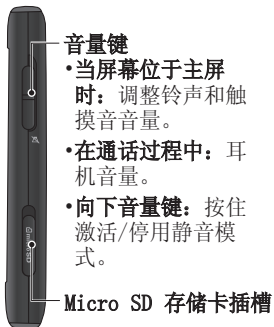 音量键
•当屏幕位于主屏
时：调整铃声和触
摸音音量。
•在通话过程中：耳
机音量。
•向下音量键：按住
激活/停用静音模
式。
Micro SD 存储卡插槽